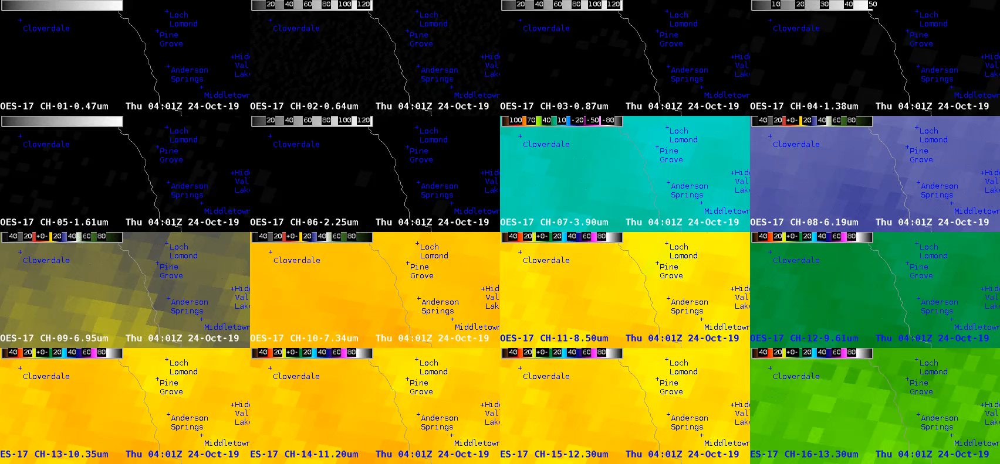 20 40 60 80 100 120
20 40 60 80 100 120
10 20 30 40 50
Cloverdale
Loch
Lomond
Pine
Grove
+Hid
Val
Lak
Anderson
Springs
Middletown
OES-17 CH-01-0.47um Thu 04:01Z 24-Oct-19
Cloverdale
Loch
Lomond
Pine
Grove
+Hid
Val
Lak
Anderson
Springs
Middletown
OES-17 CH-02-0.64um Thu 04:01Z 24-Oct-19
Cloverdale
Loch
Lomond
Pine
Grove
+Hid
Val
Lak
Anderson
Springs
Middletown
OES-17 CH-03-0.87um Thu 04:01Z 24-Oct-19
Cloverdale
Loch
Lomond
Pine
Grove
+Hid
Val
Lak
Anderson
Springs
Middletown
OES-17 CH-04-1.38um Thu 04:01Z 24-Oct-19
Cloverdale
Loch
Lomond
Pine
Grove
+Hid
Val
Lak
Anderson
Springs
Middletown
OES-17 CH-05-1.61um Thu 04:01Z 24-Oct-19
20 40 60 80 100 120
Cloverdale
Loch
Lomond
Pine
Grove
+Hid
Val
Lak
Anderson
Springs
Middletown
OES-17 CH-06-2.25um Thu 04:01Z 24-Oct-19
100 70 40 10 -20 -50 -80
Cloverdale
Loch
Lomond
Pine
Grove
+Hid
Val
Lak
Anderson
Springs
Middletown
OES-17 CH-07-3.90um Thu 04:01Z 24-Oct-19
40 20 +0- 20 40 60 80
Cloverdale
Loch
Lomond
Pine
Grove
+Hid
Val
Lak
Anderson
Springs
Middletown
OES-17 CH-08-6.19um Thu 04:01Z 24-Oct-19
40 20 +0- 20 40 60 80
Cloverdale
Loch
Lomond
Pine
Grove
+Hid
Val
Lak
Anderson
Springs
Middletown
OES-17 CH-09-6.95um Thu 04:01Z 24-Oct-19
40 20 +0- 20 40 60 80
Cloverdale
Loch
Lomond
Pine
Grove
+Hid
Val
Lak
Anderson
Springs
Middletown
OES-17 CH-10-7.34um Thu 04:01Z 24-Oct-19
40 20 +0- 20 40 60 80
Cloverdale
Loch
Lomond
Pine
Grove
+Hid
Val
Lak
Anderson
Springs
Middletown
OES-17 CH-11-8.50um Thu 04:01Z 24-Oct-19
40 20 +0- 20 40 60 80
Cloverdale
Loch
Lomond
Pine
Grove
+Hid
Val
Lak
Anderson
Springs
Middletown
OES-17 CH-12-9.61um Thu 04:01Z 24-Oct-19
40 20 +0- 20 40 60 80
Cloverdale
Loch
Lomond
Pine
Grove
+Hid
Val
Lak
Anderson
Springs
Middletown
ES-17 CH-13-10.35um Thu 04:01Z 24-Oct-19
40 20 +0- 20 40 60 80
Cloverdale
Loch
Lomond
Pine
Grove
+Hid
Val
Lak
Anderson
Springs
Middletown
ES-17 CH-14-11.20um Thu 04:01Z 24-Oct-19
40 20 +0- 20 40 60 80
Cloverdale
Loch
Lomond
Pine
Grove
+Hid
Val
Lak
Anderson
Springs
Middletown
ES-17 CH-15-12.30um Thu 04:01Z 24-Oct-19
40 20 +0- 20 40 60 80
Cloverdale
Loch
Lomond
Pine
Grove
+Hid
Val
Lak
Anderson
Springs
Middletown
ES-17 CH-16-13.30um Thu 04:01Z 24-Oct-19